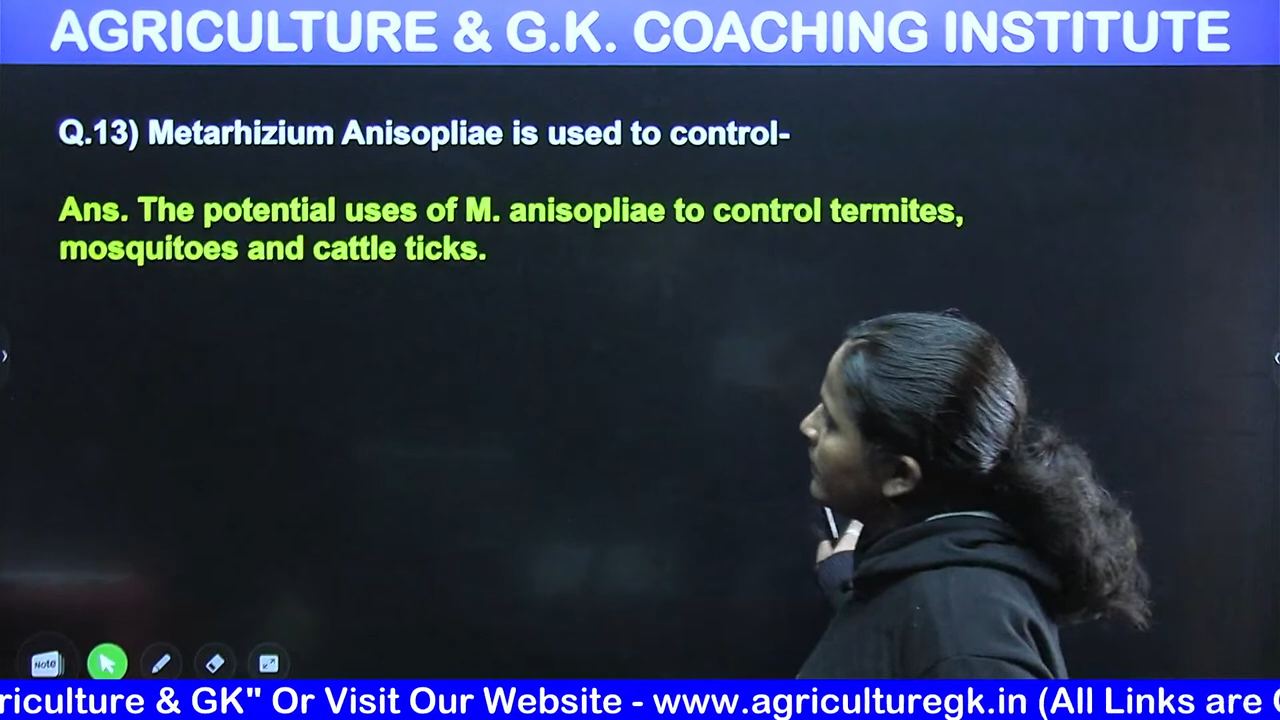 AGRICULTURE & G.K. COACHING INSTITUTE
Q.13) Metarhizium Anisopliae is used to control-
Ans. The potential uses of M. anisopliae to control termites,
mosquitoes and cattle ticks.
Note
riculture & GK" Or Visit Our Website - www.agriculturegk.in (All Links are